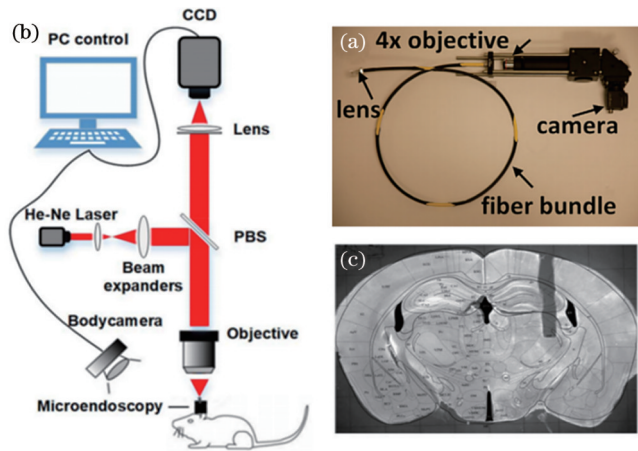 (b)
CCD
PC control
Lens
He-Ne Laser
PBS
Beam
expanders
Bodycamera
Objective
Microendoscopy
(a)
4x objective
lens
camera
fiber bundle
(c)